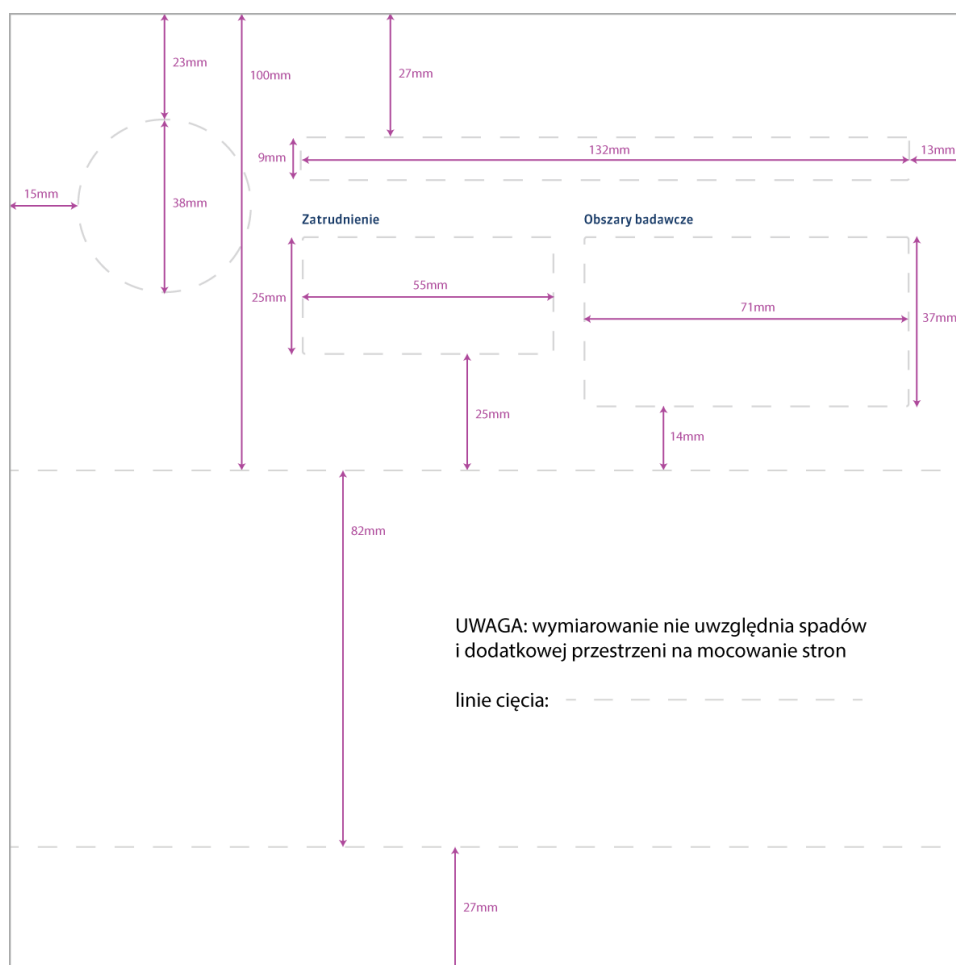 23mm
100mm
27mm
9mm
132mm
13mm
15mm
38mm
Zatrudnienie
Obszary badawcze
25mm
55mm
71mm
37mm
25mm
14mm
82mm
UWAGA: wymiarowanie nie uwzględnia spadów
i dodatkowej przestrzeni na mocowanie stron
linie cięcia:
27mm